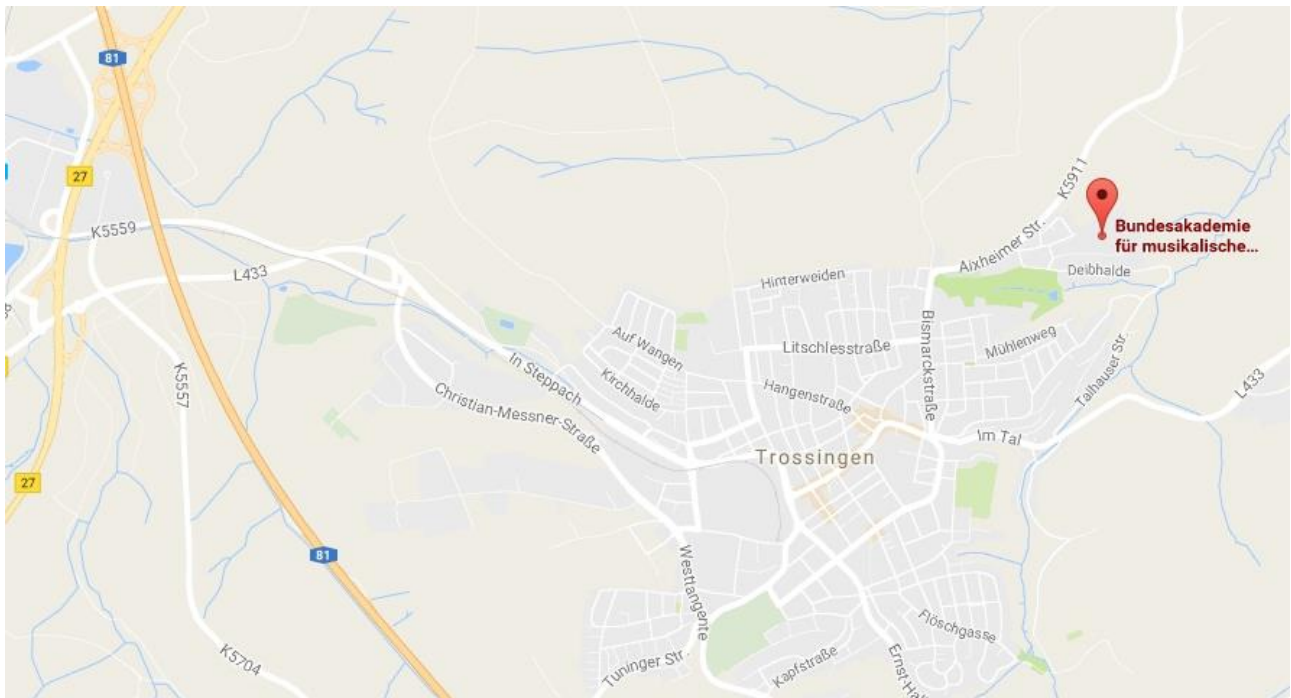 81
27
K5559
L433
K5557
K5704
27
81
In Steppach
Christian-Messner-Straße
Auf Wangen
Kirchhalde
Hinterweiden
Litschlesstraße
Hangenstraße
Bismarckstraße
Aixheimer Str.
K5911
Bundesakademie
für musikalische...
Deibhalde
Mühlenweg
Talhauser Str.
L433
Im Tal
Trossingen
Westtangente
Tuninger Str.
Kapfstraße
Flöschgasse